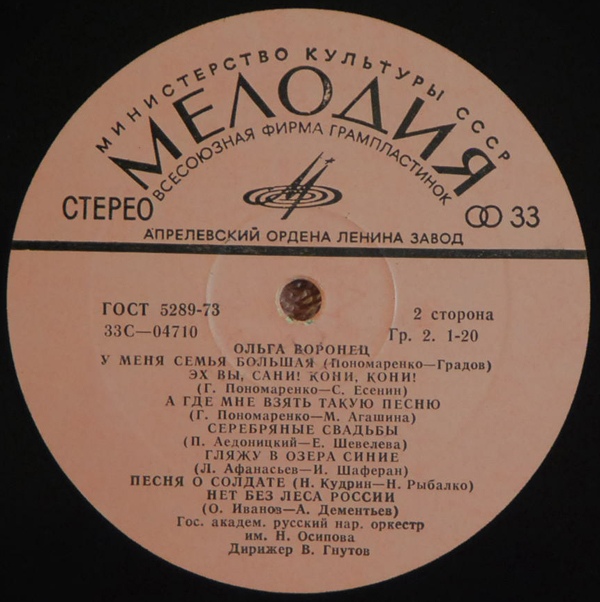 МИНИСТЕРСТВО КУЛЬТУРЫ СССР
МЕЛОДИЯ
ВСЕСОЮЗНАЯ ФИРМА ГРАМПЛАСТИНОК
СТЕРЕО
33
АПРЕЛЕВСКИЙ ОРДЕНА ЛЕНИНА ЗАВОД
ГОСТ 5289-73
2 сторона
33С—04710
Гр. 2. 1-20
ОЛЬГА ВОРОНЕЦ
У МЕНЯ СЕМЬЯ БОЛЬШАЯ (Пономаренко—Градов)
ЭХ ВЫ, САНИ! КОНИ, КОНИ!
(Г. Пономаренко—С. Есенин)
А ГДЕ МНЕ ВЗЯТЬ ТАКУЮ ПЕСНЮ
(Г. Пономаренко—М. Агашина)
СЕРЕБРЯНЫЕ СВАДЬБЫ
(П. Аедоницкий—Е. Шевелева)
ГЛЯЖУ В ОЗЕРА СИНИЕ
(Л. Афанасьев—И. Шаферан)
ПЕСНЯ О СОЛДАТЕ (Н. Кудрин—Н. Рыбалко)
НЕТ БЕЗ ЛЕСА РОССИИ
(О. Иванов—А. Дементьев)
Гос. академ. русский нар. оркестр
им. Н. Осипова
Дирижер В. Гнутов